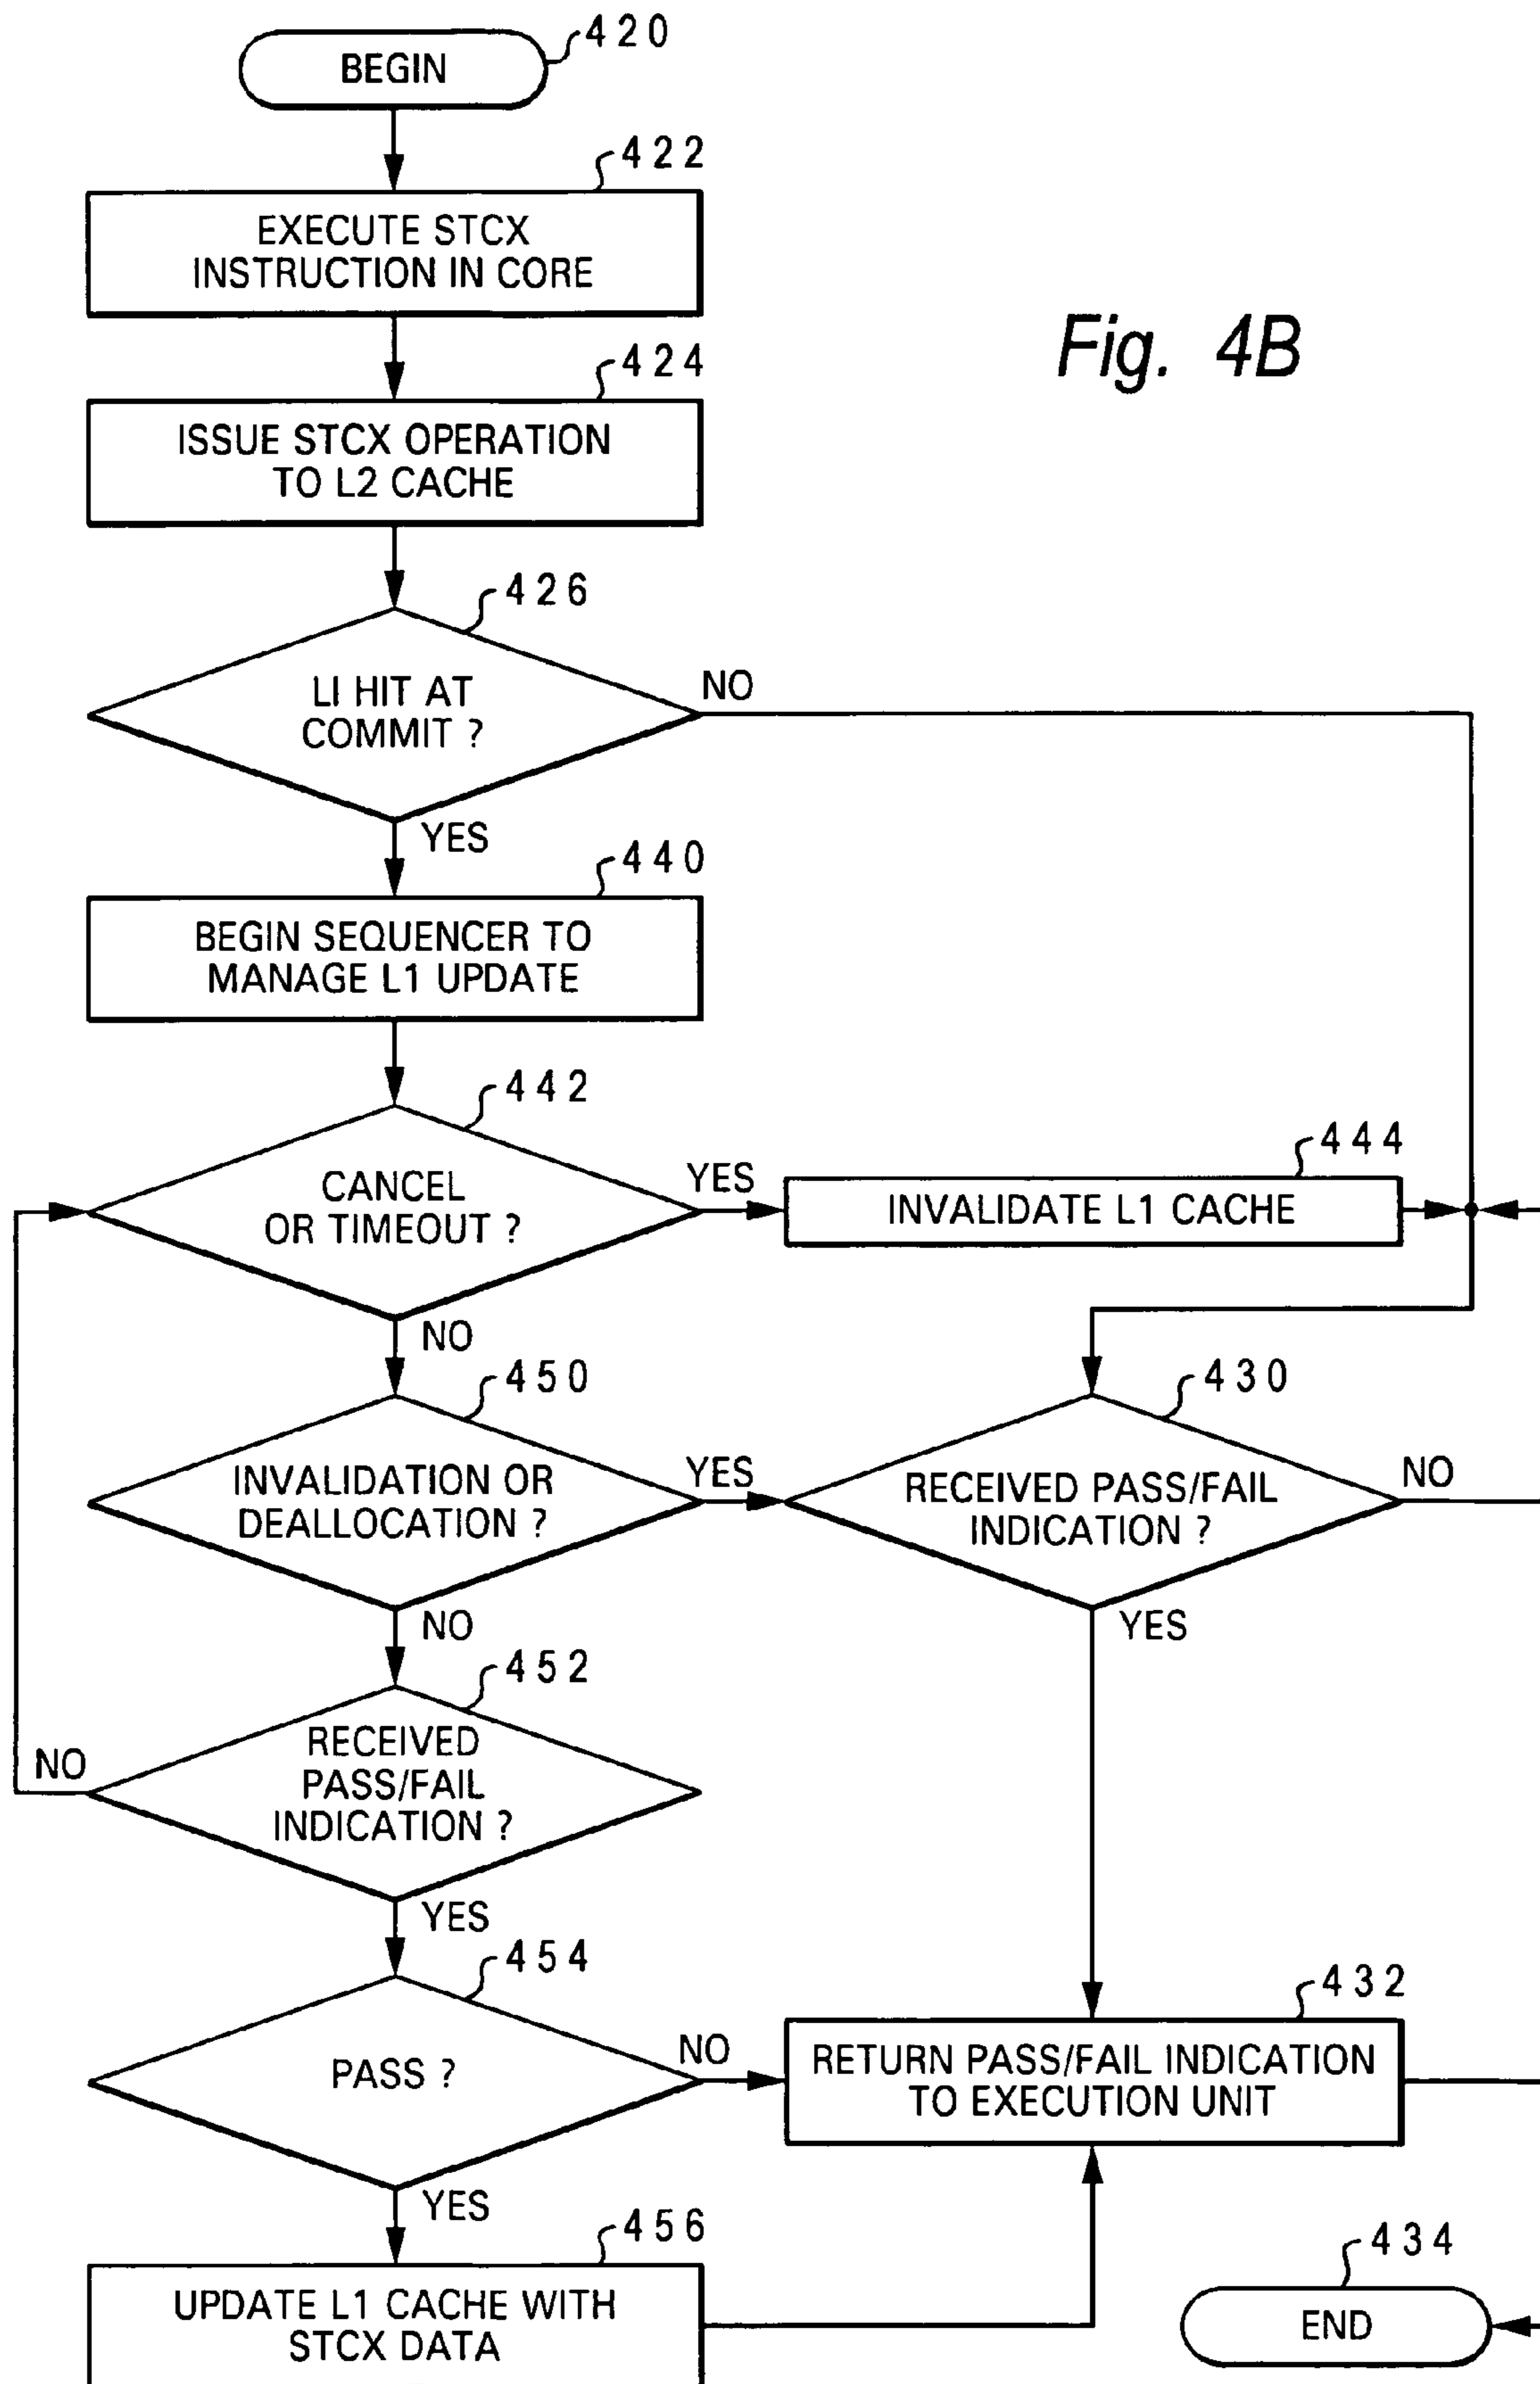 420
BEGIN
422
EXECUTE STCX
INSTRUCTION IN CORE
Fig. 4B
424
ISSUE STCX OPERATION
TO L2 CACHE
426
LI HIT AT
COMMIT ?
NO
YES
440
BEGIN SEQUENCER TO
MANAGE L1 UPDATE
442
CANCEL
OR TIMEOUT ?
YES
444
INVALIDATE L1 CACHE
NO
450
INVALIDATION OR
DEALLOCATION ?
YES
430
RECEIVED PASS/FAIL
INDICATION ?
NO
NO
YES
452
RECEIVED
PASS/FAIL
INDICATION ?
NO
YES
454
PASS ?
NO
432
RETURN PASS/FAIL INDICATION
TO EXECUTION UNIT
YES
456
UPDATE L1 CACHE WITH
STCX DATA
434
END